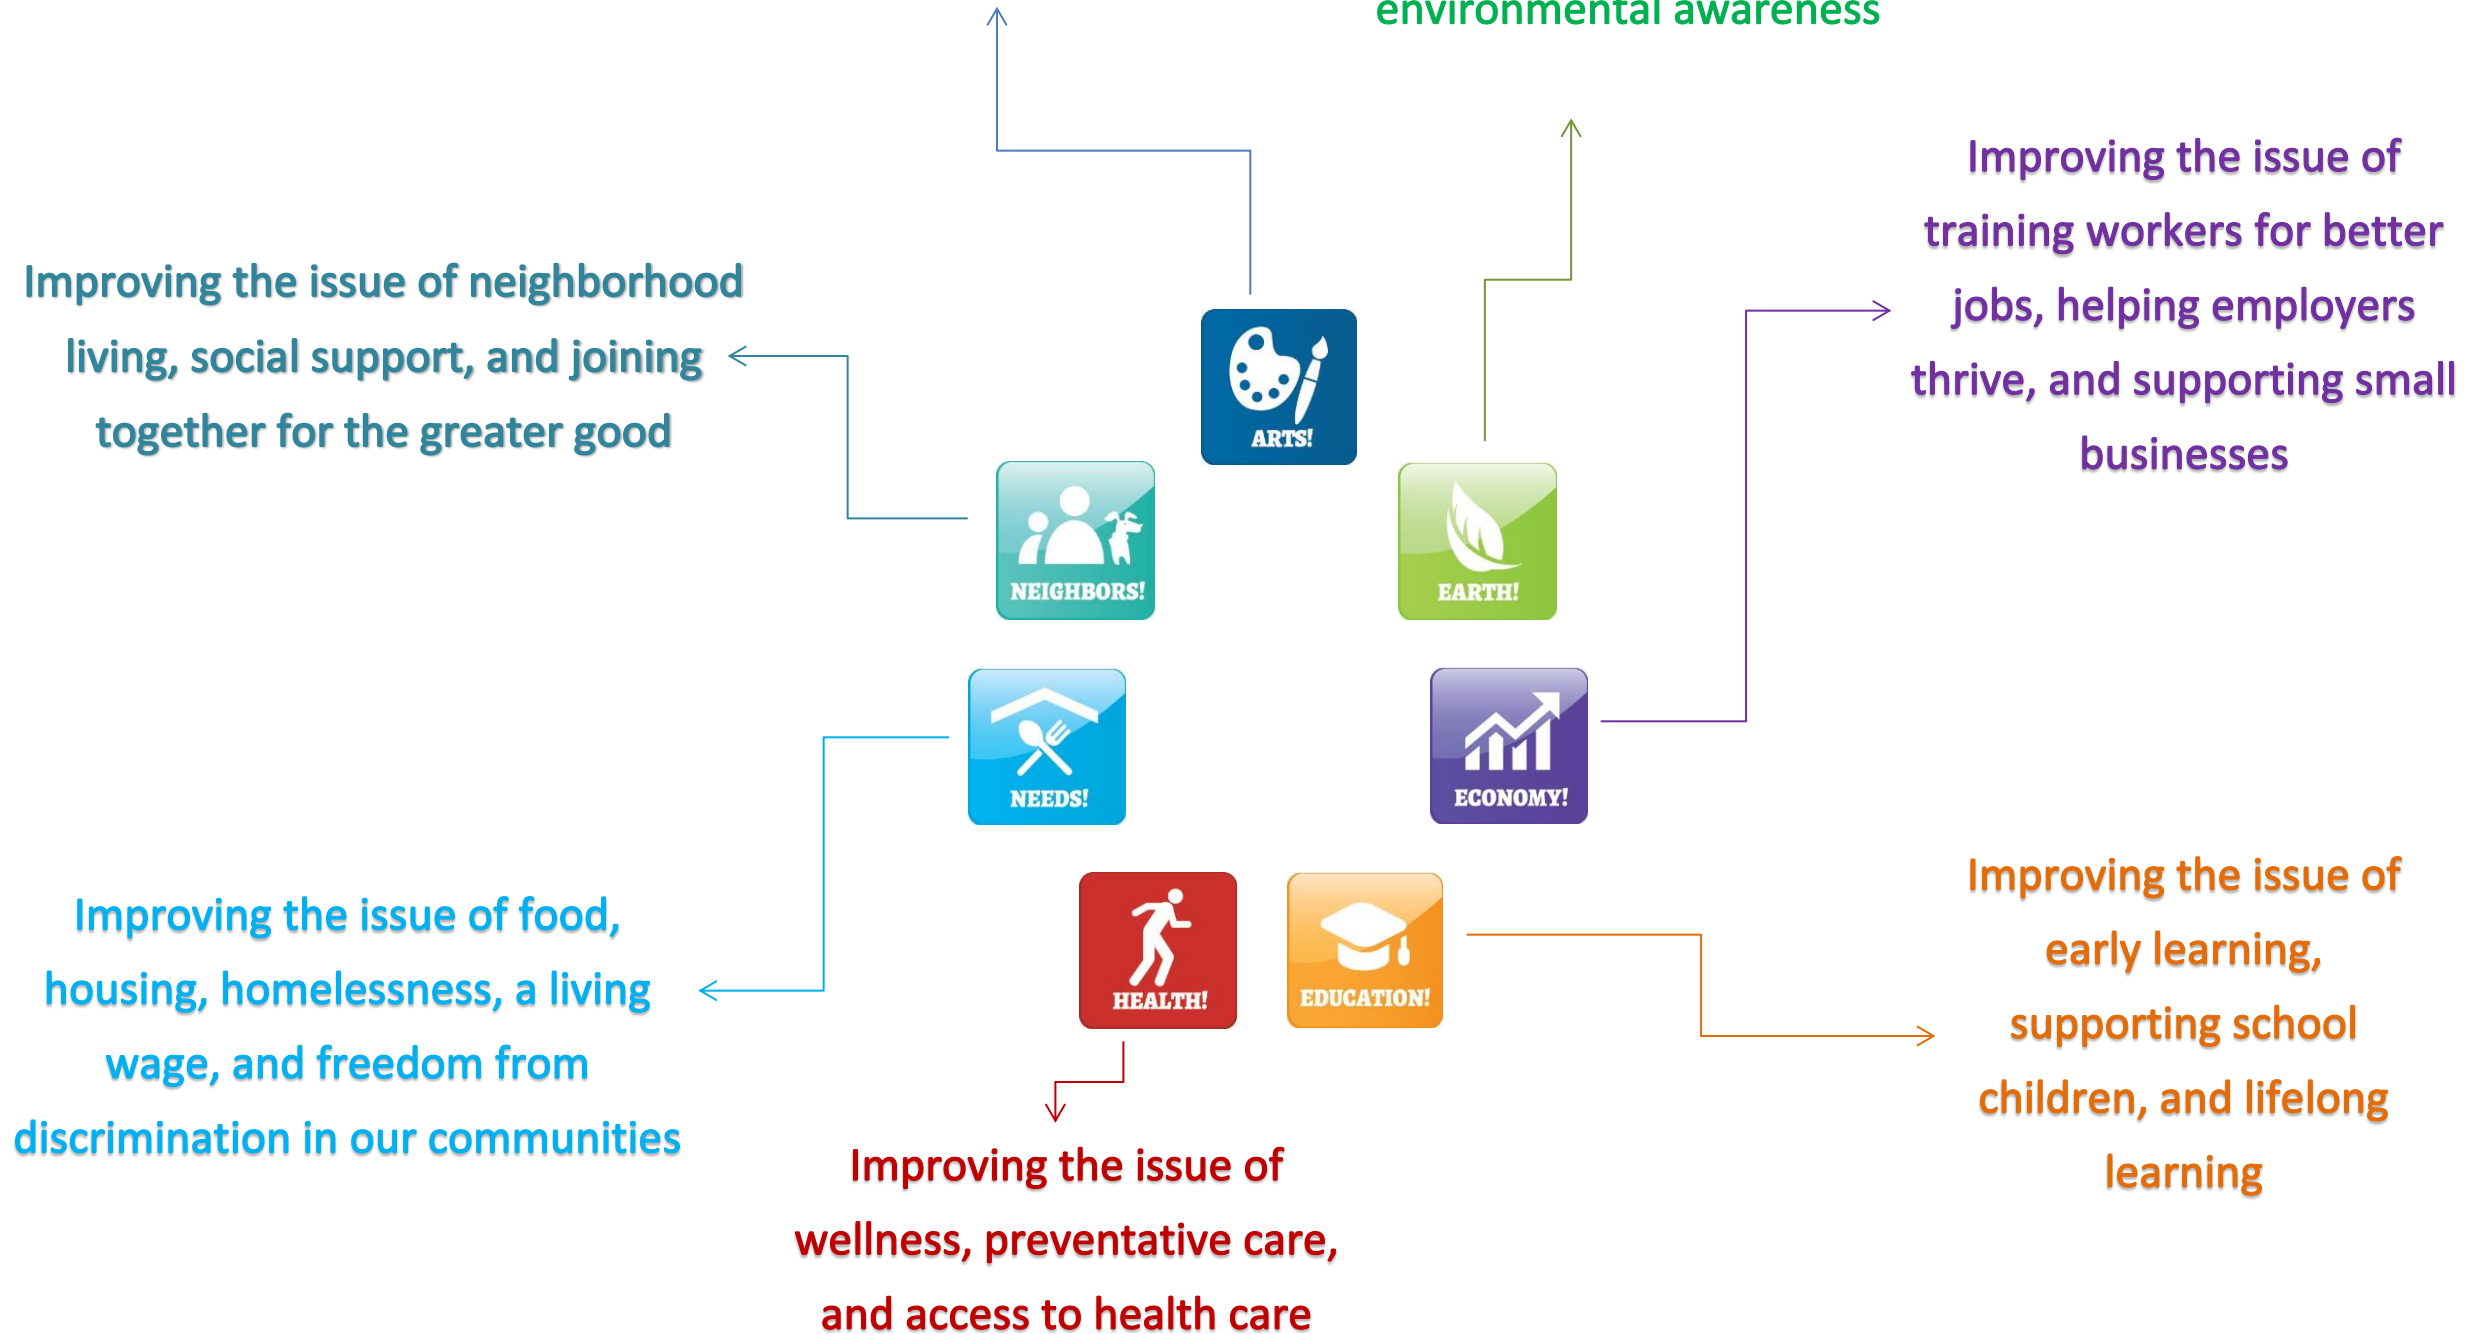 environmental awareness
Improving the issue of
training workers for better
jobs, helping employers
thrive, and supporting small
businesses
Improving the issue of neighborhood
living, social support, and joining
together for the greater good
ARTS!
NEIGHBORS!
EARTH!
NEEDS!
ECONOMY!
HEALTH!
EDUCATION!
Improving the issue of food,
housing, homelessness, a living
wage, and freedom from
discrimination in our communities
Improving the issue of
early learning,
supporting school
children, and lifelong
learning
Improving the issue of
wellness, preventative care,
and access to health care